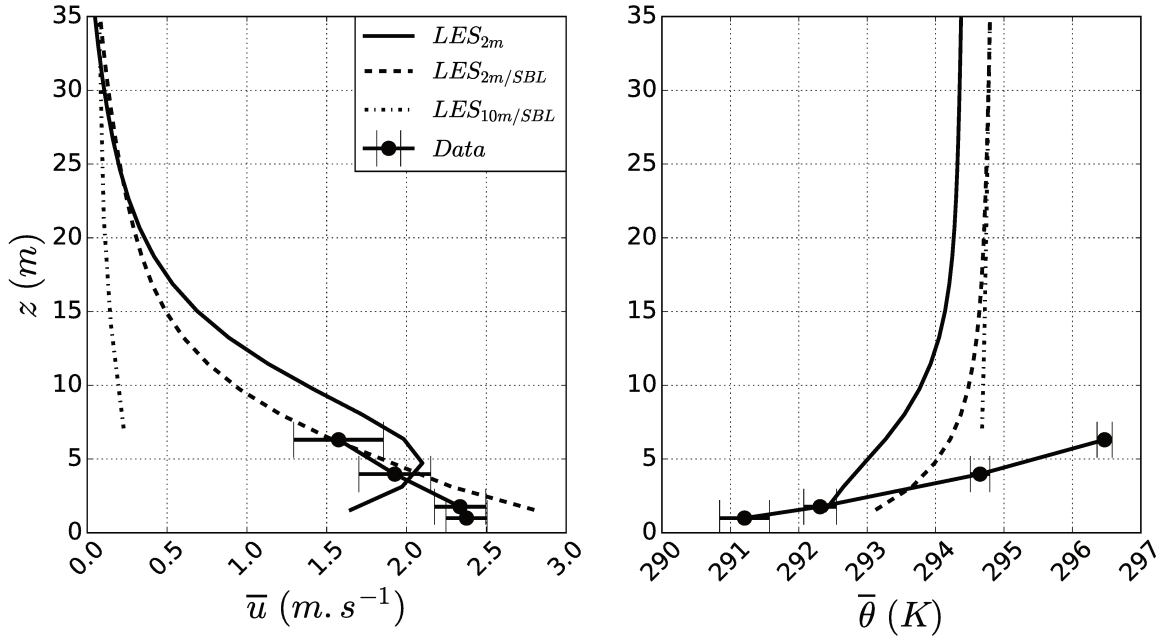 35
30
25
20
15
10
5
0
z (m)
0.0 0.5 1.0 1.5 2.0 2.5 3.0
u̅ (m.s⁻¹)
LES₂ₘ
LES₂ₘ/SBL
LES₁₀ₘ/SBL
Data
35
30
25
20
15
10
5
0
290 291 292 293 294 295 296 297
θ̅ (K)